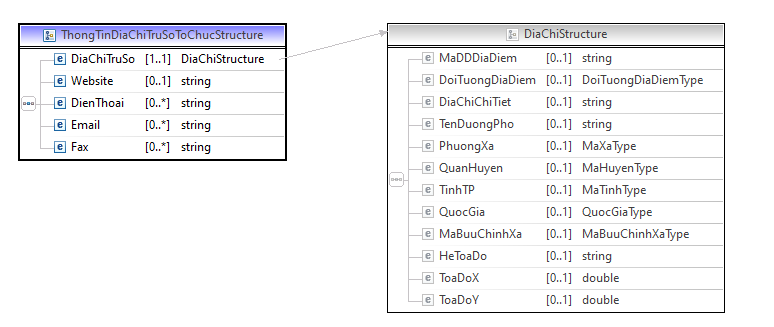 ThongTinDiaChiTruSoToChucStructure
DiaChiTruSo [1..1] DiaChiStructure
Website [0..1] string
DienThoai [0..*] string
Email [0..*] string
Fax [0..*] string
DiaChiStructure
MaDDDiaDiem [0..1] string
DoiTuongDiaDiem [0..1] DoiTuongDiaDiemType
DiaChiChiTiet [0..1] string
TenDuongPho [0..1] string
PhuongXa [0..1] MaXaType
QuanHuyen [0..1] MaHuyenType
TinhTP [0..1] MaTinhType
QuocGia [0..1] QuocGiaType
MaBuuChinhXa [0..1] MaBuuChinhXaType
HeToaDo [0..1] string
ToaDoX [0..1] double
ToaDoY [0..1] double